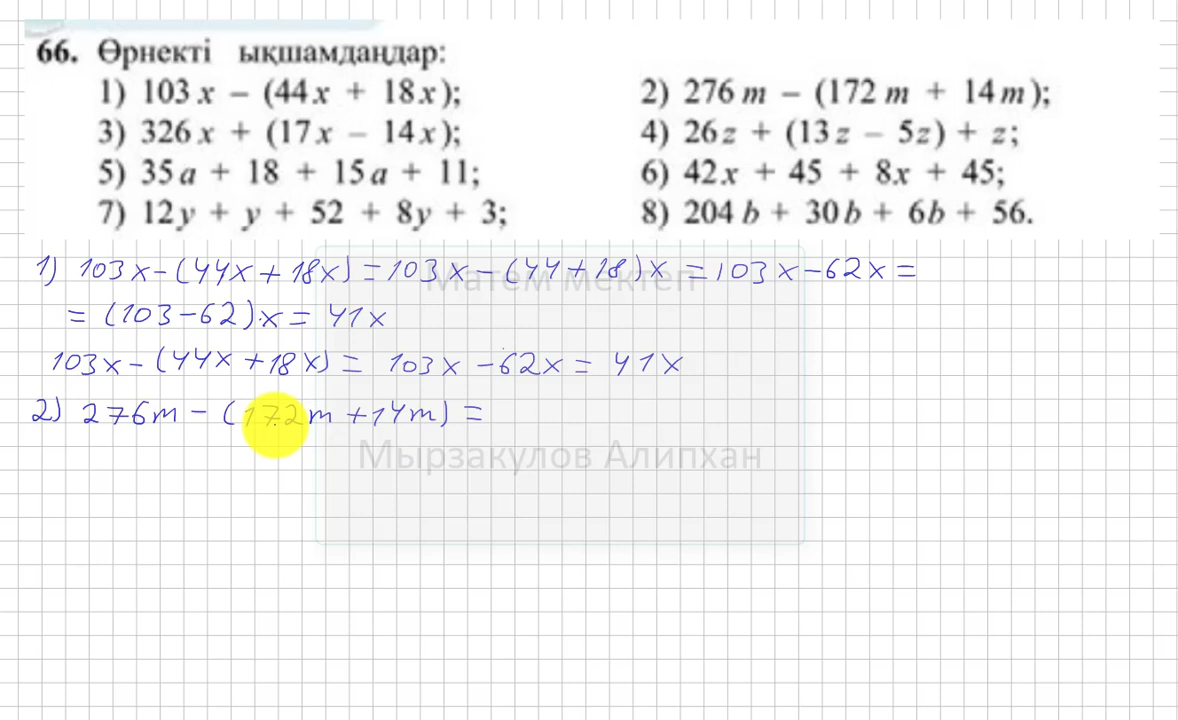 66. Өрнекті ықшамдаңдар:
1) 103x − (44x + 18x); 2) 276m − (172m + 14m);
3) 326x + (17x − 14x); 4) 26z + (13z − 5z) + z;
5) 35a + 18 + 15a + 11; 6) 42x + 45 + 8x + 45;
7) 12y + y + 52 + 8y + 3; 8) 204b + 30b + 6b + 56.
1) 103x−(44x+18x)=103x−(44+18)x=103x−62x=
=(103−62)·x=41x
103x−(44x+18x)=103x−62x=41x
2) 276m−(172m+14m)=
Матем мектеп
Мырзакулов Алипхан